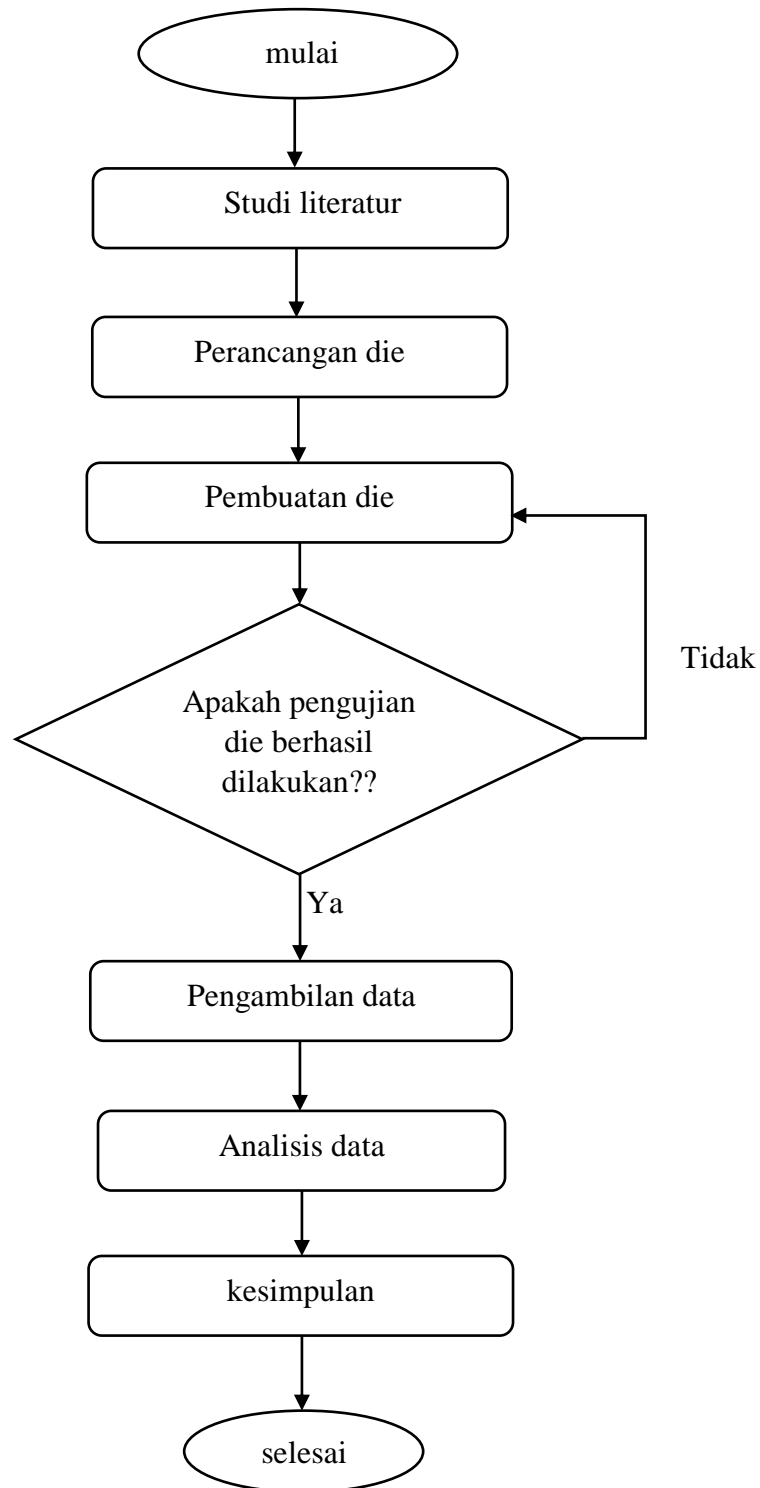 mulai
Studi literatur
Perancangan die
Pembuatan die
Tidak
Apakah pengujian
die berhasil
dilakukan??
Ya
Pengambilan data
Analisis data
kesimpulan
selesai